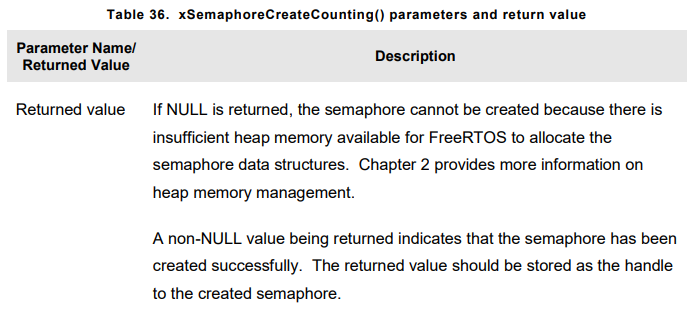 Table 36. xSemaphoreCreateCounting() parameters and return value
Parameter Name/
Returned Value
Description
Returned value
If NULL is returned, the semaphore cannot be created because there is
insufficient heap memory available for FreeRTOS to allocate the
semaphore data structures. Chapter 2 provides more information on
heap memory management.
A non-NULL value being returned indicates that the semaphore has been
created successfully. The returned value should be stored as the handle
to the created semaphore.